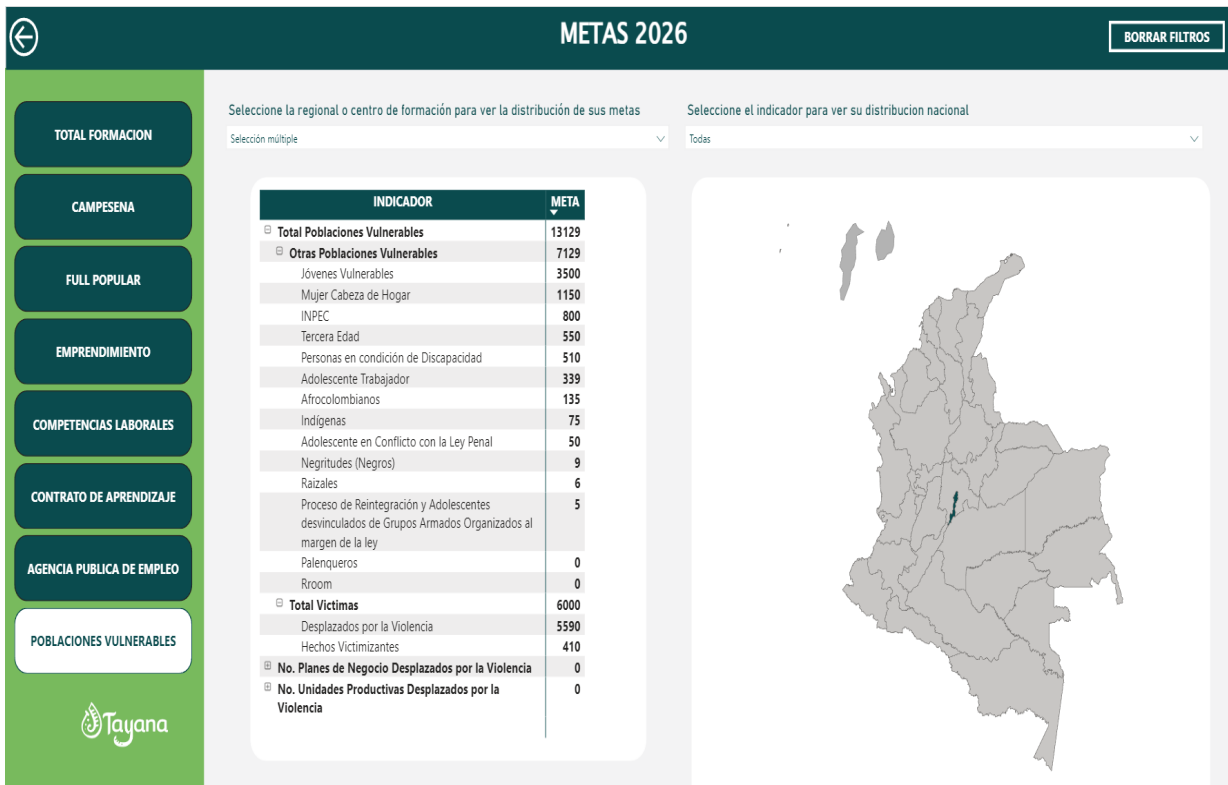 METAS 2026
BORRAR FILTROS
TOTAL FORMACION
CAMPESENA
FULL POPULAR
EMPRENDIMIENTO
COMPETENCIAS LABORALES
CONTRATO DE APRENDIZAJE
AGENCIA PUBLICA DE EMPLEO
POBLACIONES VULNERABLES
Tayana
Seleccione la regional o centro de formación para ver la distribución de sus metas
Selección múltiple
Seleccione el indicador para ver su distribucion nacional
Todas
INDICADOR META
Total Poblaciones Vulnerables 13129
Otras Poblaciones Vulnerables 7129
Jóvenes Vulnerables 3500
Mujer Cabeza de Hogar 1150
INPEC 800
Tercera Edad 550
Personas en condición de Discapacidad 510
Adolescente Trabajador 339
Afrocolombianos 135
Indígenas 75
Adolescente en Conflicto con la Ley Penal 50
Negritudes (Negros) 9
Raizales 6
Proceso de Reintegración y Adolescentes 5
desvinculados de Grupos Armados Organizados al
margen de la ley
Palenqueros 0
Rroom 0
Total Victimas 6000
Desplazados por la Violencia 5590
Hechos Victimizantes 410
No. Planes de Negocio Desplazados por la Violencia 0
No. Unidades Productivas Desplazados por la 0
Violencia